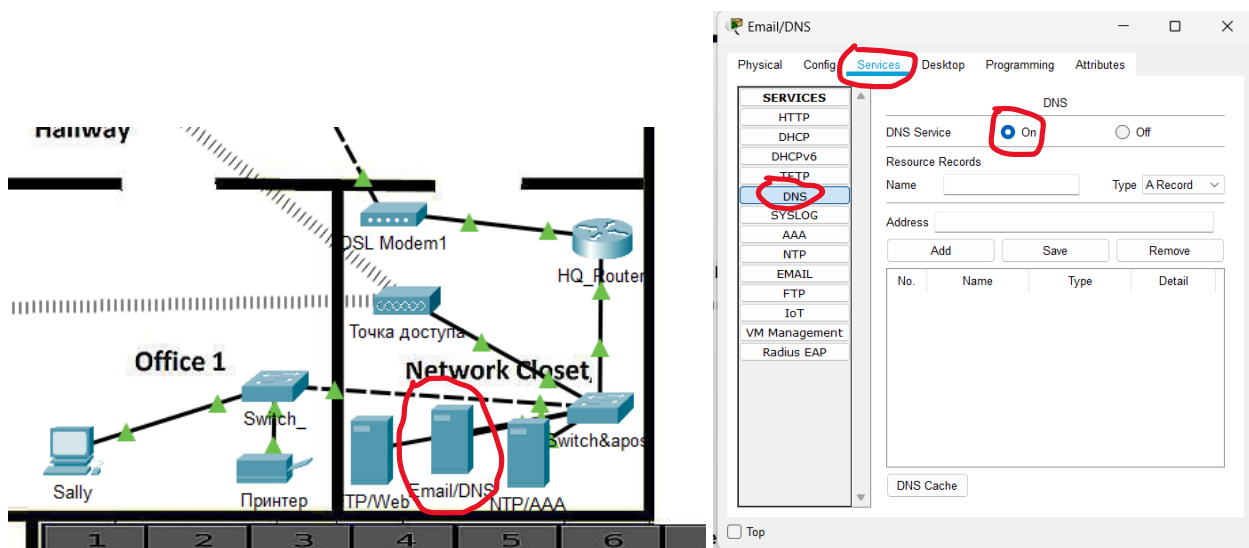 Hallway
DSL Modem1
HQ_Router
Точка доступа
Office 1
Network Closet
Switch_
Switch&apos
Sally
Принтер
TP/Web
Email/DNS
NTP/AAA
1 2 3 4 5 6
Email/DNS
Physical Config Services Desktop Programming Attributes
SERVICES
HTTP
DHCP
DHCPv6
TFTP
DNS
SYSLOG
AAA
NTP
EMAIL
FTP
IoT
VM Management
Radius EAP
DNS
DNS Service On Off
Resource Records
Name Type A Record
Address
Add Save Remove
No. Name Type Detail
DNS Cache
Top